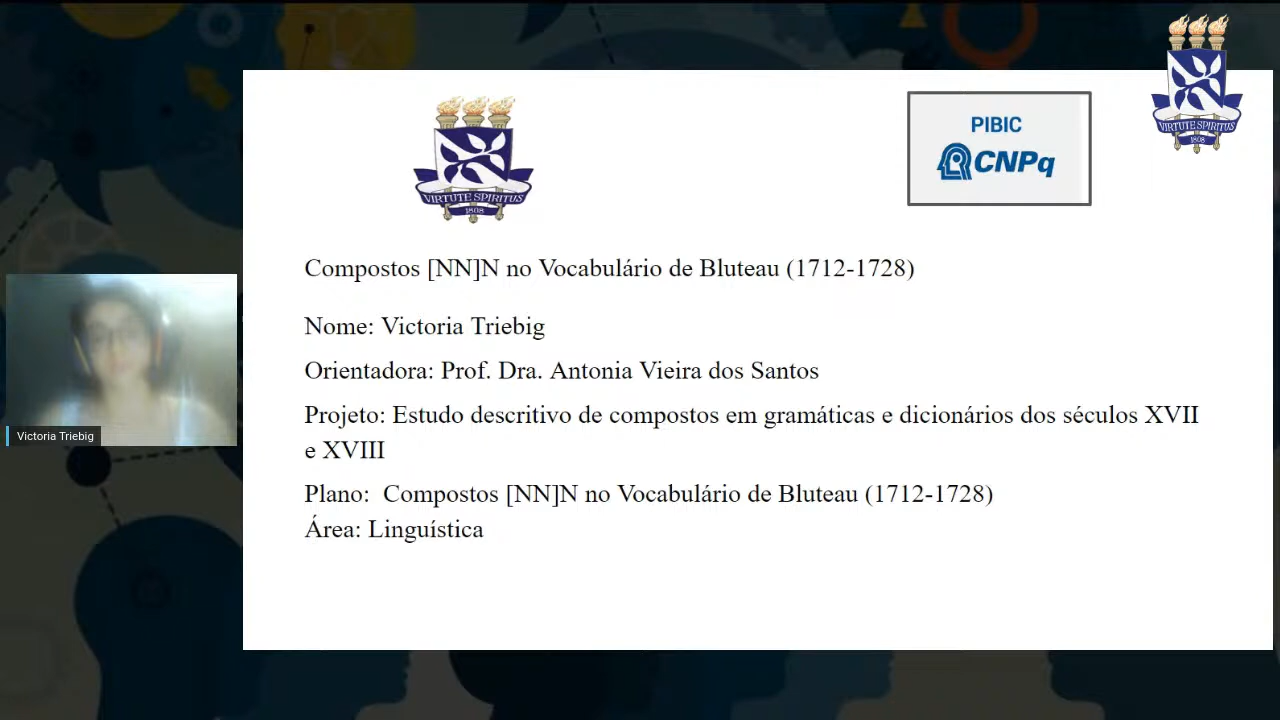 VIRTUTE SPIRITUS
1808
PIBIC
CNPq
VIRTUTE SPIRITUS
1808
Compostos [NN]N no Vocabulário de Bluteau (1712-1728)
Nome: Victoria Triebig
Orientadora: Prof. Dra. Antonia Vieira dos Santos
Projeto: Estudo descritivo de compostos em gramáticas e dicionários dos séculos XVII
e XVIII
Plano:  Compostos [NN]N no Vocabulário de Bluteau (1712-1728)
Área: Linguística
Victoria Triebig